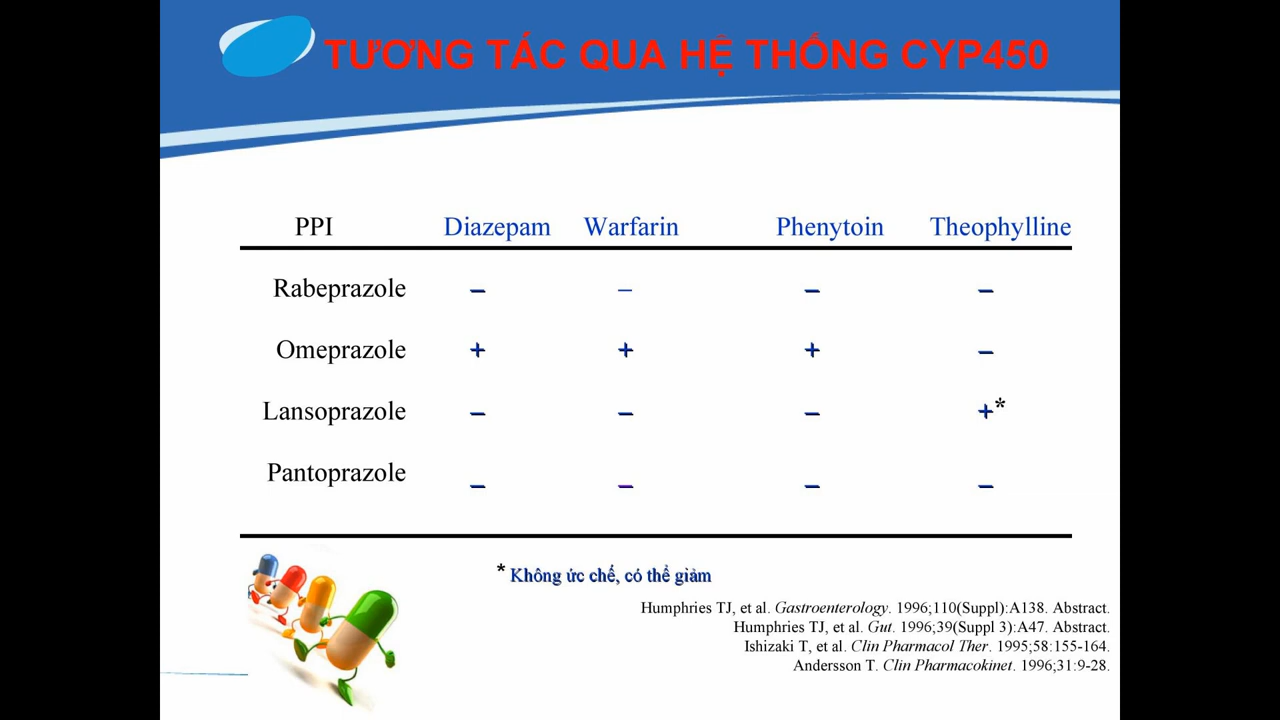 TƯƠNG TÁC QUA HỆ THỐNG CYP450
PPI Diazepam Warfarin Phenytoin Theophylline
Rabeprazole – – – –
Omeprazole + + + –
Lansoprazole – – – +*
Pantoprazole – – – –
* Không ức chế, có thể giảm
Humphries TJ, et al. Gastroenterology. 1996;110(Suppl):A138. Abstract.
Humphries TJ, et al. Gut. 1996;39(Suppl 3):A47. Abstract.
Ishizaki T, et al. Clin Pharmacol Ther. 1995;58:155-164.
Andersson T. Clin Pharmacokinet. 1996;31:9-28.